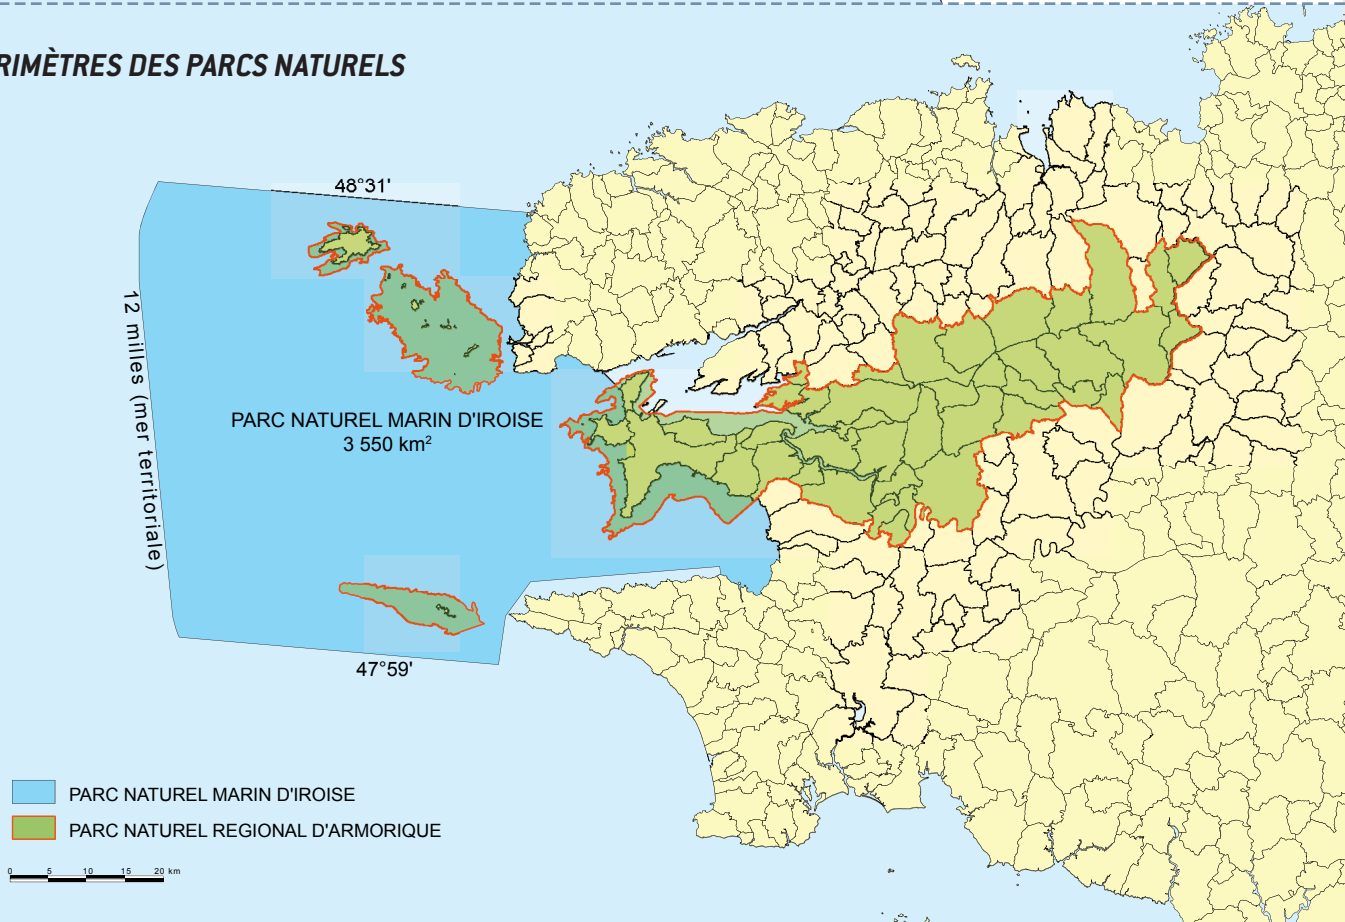 RIMÈTRES DES PARCS NATURELS
48°31'
12 milles (mer territoriale)
PARC NATUREL MARIN D'IROISE
3 550 km²
47°59'
PARC NATUREL MARIN D'IROISE
PARC NATUREL REGIONAL D'ARMORIQUE
0 5 10 15 20 km